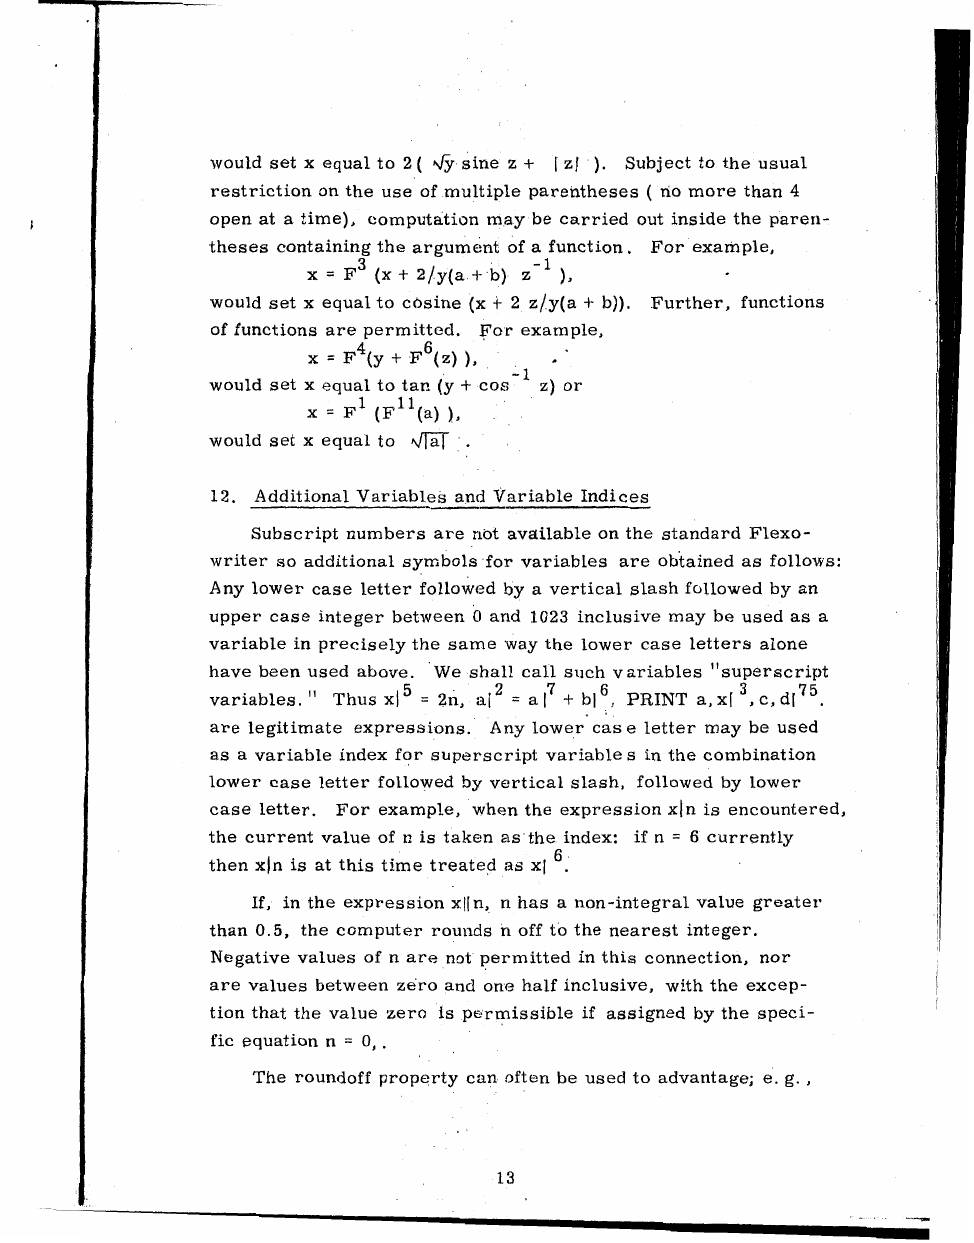 would set x equal to 2 ( √y sine z + |z| ). Subject to the usual
restriction on the use of multiple parentheses ( no more than 4
open at a time), computation may be carried out inside the paren-
theses containing the argument of a function. For example,
x = F³ (x + 2/y(a + b) z⁻¹ ),
would set x equal to cosine (x + 2 z/y(a + b)). Further, functions
of functions are permitted. For example,
x = F⁴(y + F⁶(z) ),
would set x equal to tan (y + cos⁻¹ z) or
x = F¹ (F¹¹(a) ),
would set x equal to √|a| .
12. Additional Variables and Variable Indices
Subscript numbers are not available on the standard Flexo-
writer so additional symbols for variables are obtained as follows:
Any lower case letter followed by a vertical slash followed by an
upper case integer between 0 and 1023 inclusive may be used as a
variable in precisely the same way the lower case letters alone
have been used above. We shall call such variables "superscript
variables." Thus x|⁵ = 2n, a|² = a|⁷ + b|⁶, PRINT a,x|³,c,d|⁷⁵.
are legitimate expressions. Any lower case letter may be used
as a variable index for superscript variables in the combination
lower case letter followed by vertical slash, followed by lower
case letter. For example, when the expression x|n is encountered,
the current value of n is taken as the index: if n = 6 currently
then x|n is at this time treated as x|⁶.
If, in the expression x||n, n has a non-integral value greater
than 0.5, the computer rounds n off to the nearest integer.
Negative values of n are not permitted in this connection, nor
are values between zero and one half inclusive, with the excep-
tion that the value zero is permissible if assigned by the speci-
fic equation n = 0, .
The roundoff property can often be used to advantage; e. g. ,
13